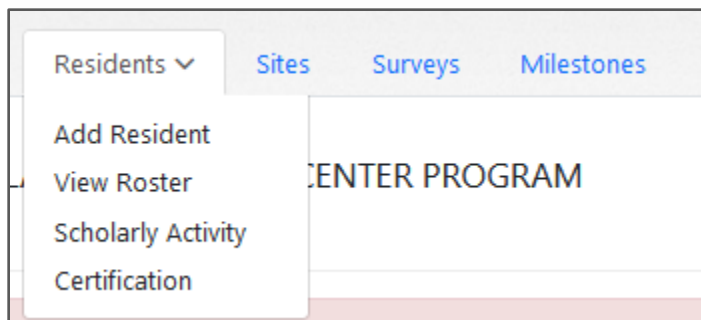 Residents Sites Surveys Milestones
Add Resident
View Roster
CENTER PROGRAM
Scholarly Activity
Certification